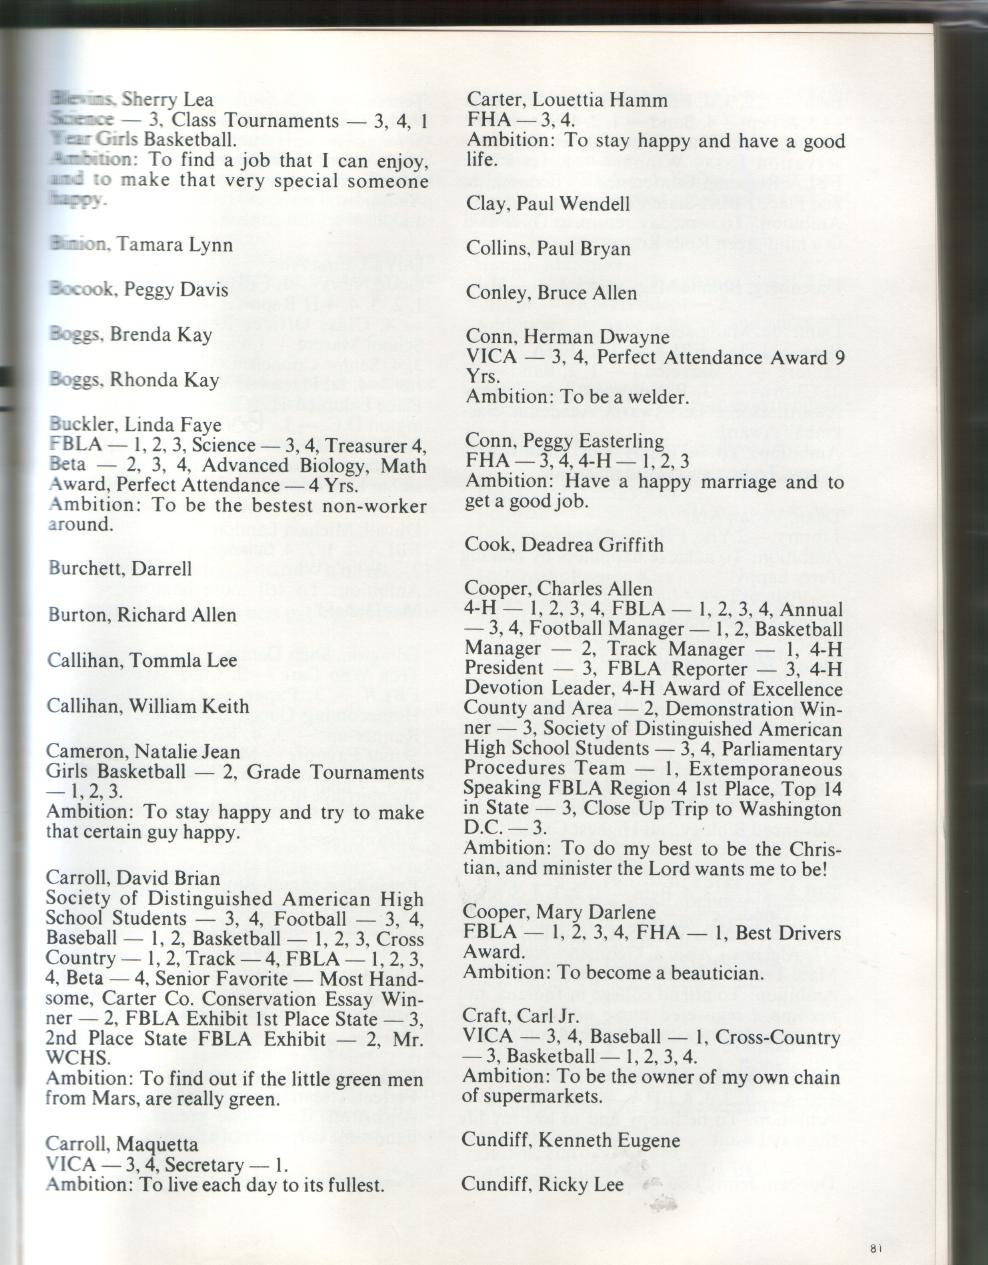 Blevins, Sherry Lea
Science — 3, Class Tournaments — 3, 4, 1
Year Girls Basketball.
Ambition: To find a job that I can enjoy,
and to make that very special someone
happy.
Binion, Tamara Lynn
Bocook, Peggy Davis
Boggs, Brenda Kay
Boggs, Rhonda Kay
Buckler, Linda Faye
FBLA — 1, 2, 3, Science — 3, 4, Treasurer 4,
Beta — 2, 3, 4, Advanced Biology, Math
Award, Perfect Attendance — 4 Yrs.
Ambition: To be the bestest non-worker
around.
Burchett, Darrell
Burton, Richard Allen
Callihan, Tommla Lee
Callihan, William Keith
Cameron, Natalie Jean
Girls Basketball — 2, Grade Tournaments
— 1, 2, 3.
Ambition: To stay happy and try to make
that certain guy happy.
Carroll, David Brian
Society of Distinguished American High
School Students — 3, 4, Football — 3, 4,
Baseball — 1, 2, Basketball — 1, 2, 3, Cross
Country — 1, 2, Track — 4, FBLA — 1, 2, 3,
4, Beta — 4, Senior Favorite — Most Hand-
some, Carter Co. Conservation Essay Win-
ner — 2, FBLA Exhibit 1st Place State — 3,
2nd Place State FBLA Exhibit — 2, Mr.
WCHS.
Ambition: To find out if the little green men
from Mars, are really green.
Carroll, Maquetta
VICA — 3, 4, Secretary — 1.
Ambition: To live each day to its fullest.
Carter, Louettia Hamm
FHA — 3, 4.
Ambition: To stay happy and have a good
life.
Clay, Paul Wendell
Collins, Paul Bryan
Conley, Bruce Allen
Conn, Herman Dwayne
VICA — 3, 4, Perfect Attendance Award 9
Yrs.
Ambition: To be a welder.
Conn, Peggy Easterling
FHA — 3, 4, 4-H — 1, 2, 3
Ambition: Have a happy marriage and to
get a good job.
Cook, Deadrea Griffith
Cooper, Charles Allen
4-H — 1, 2, 3, 4, FBLA — 1, 2, 3, 4, Annual
— 3, 4, Football Manager — 1, 2, Basketball
Manager — 2, Track Manager — 1, 4-H
President — 3, FBLA Reporter — 3, 4-H
Devotion Leader, 4-H Award of Excellence
County and Area — 2, Demonstration Win-
ner — 3, Society of Distinguished American
High School Students — 3, 4, Parliamentary
Procedures Team — 1, Extemporaneous
Speaking FBLA Region 4 1st Place, Top 14
in State — 3, Close Up Trip to Washington
D.C. — 3.
Ambition: To do my best to be the Chris-
tian, and minister the Lord wants me to be!
Cooper, Mary Darlene
FBLA — 1, 2, 3, 4, FHA — 1, Best Drivers
Award.
Ambition: To become a beautician.
Craft, Carl Jr.
VICA — 3, 4, Baseball — 1, Cross-Country
— 3, Basketball — 1, 2, 3, 4.
Ambition: To be the owner of my own chain
of supermarkets.
Cundiff, Kenneth Eugene
Cundiff, Ricky Lee
81